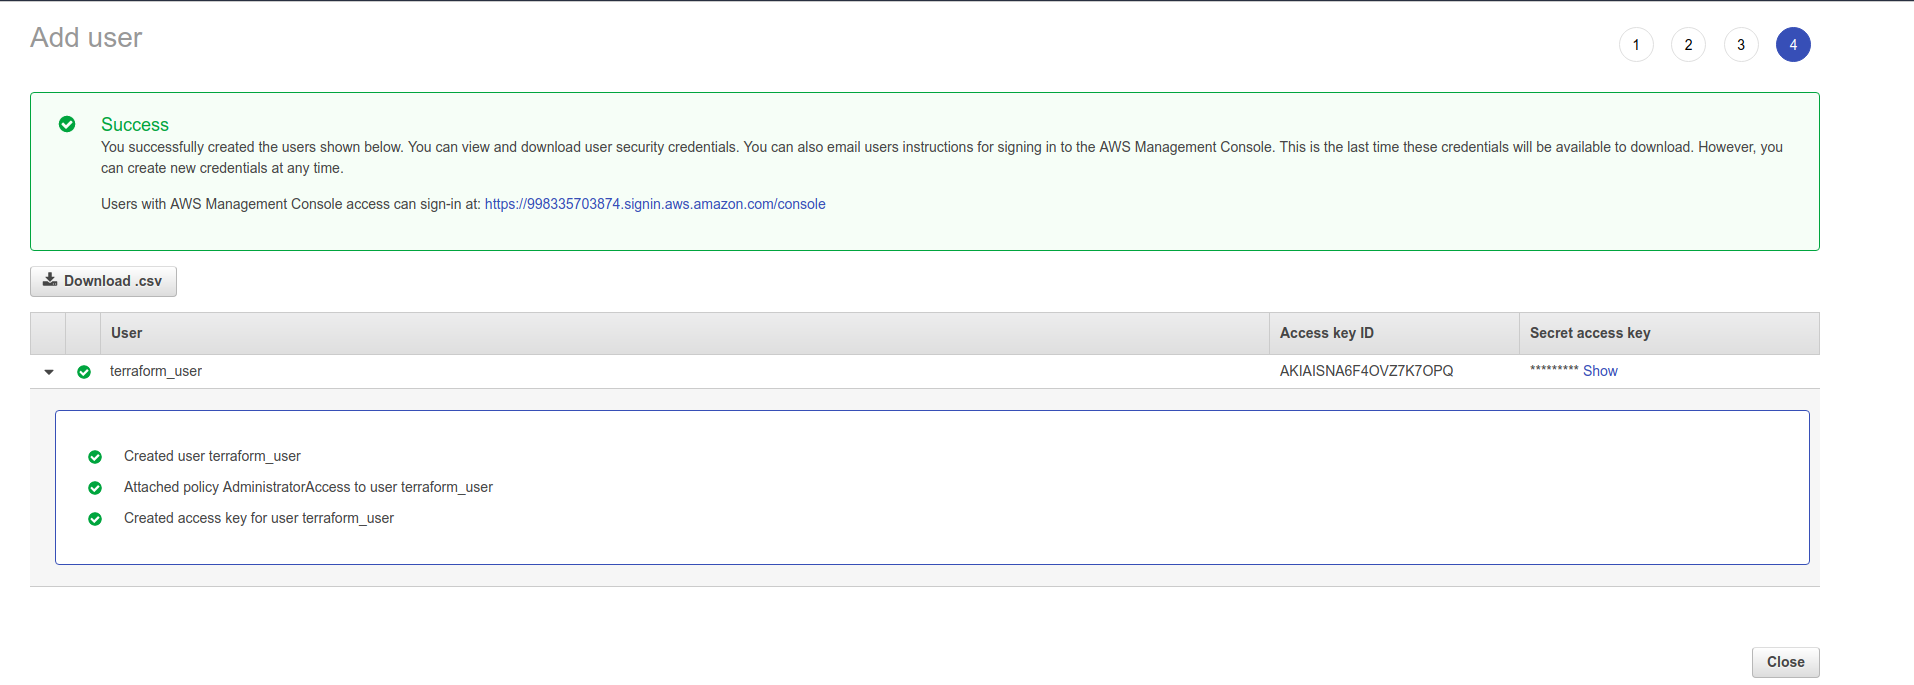 Add user
1 2 3 4
Success
You successfully created the users shown below. You can view and download user security credentials. You can also email users instructions for signing in to the AWS Management Console. This is the last time these credentials will be available to download. However, you
can create new credentials at any time.
Users with AWS Management Console access can sign-in at: https://998335703874.signin.aws.amazon.com/console
Download .csv
User Access key ID Secret access key
terraform_user AKIAISNA6F4OVZ7K7OPQ ********* Show
Created user terraform_user
Attached policy AdministratorAccess to user terraform_user
Created access key for user terraform_user
Close